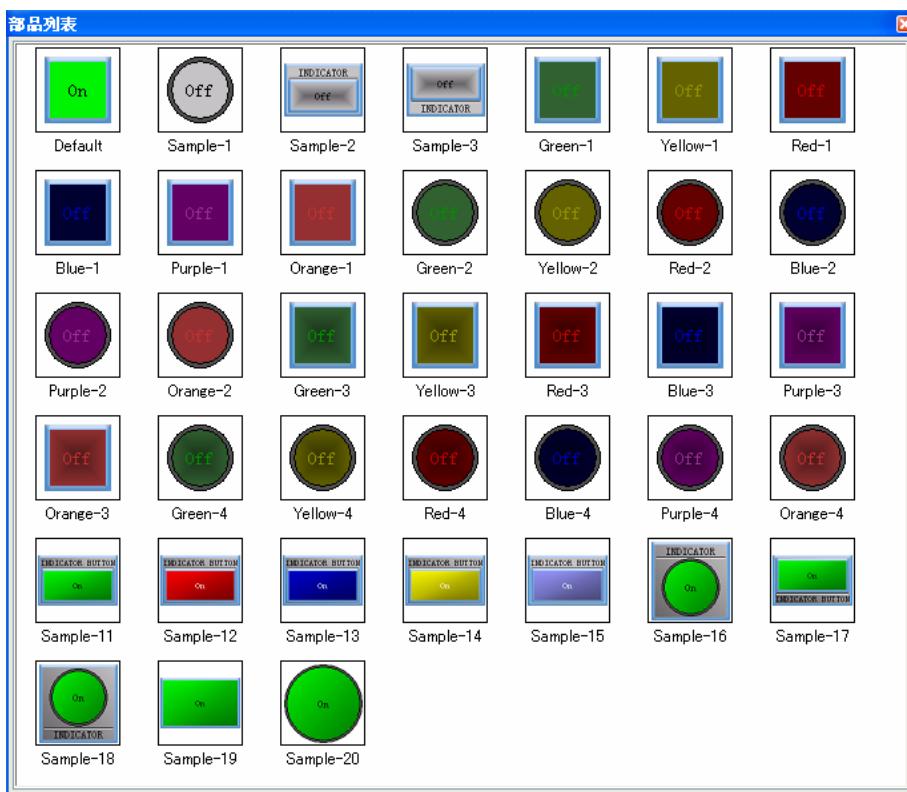 部品列表
On Off INDICATOR Off Off INDICATOR Off Off Off
Default Sample-1 Sample-2 Sample-3 Green-1 Yellow-1 Red-1
Off Off Off Off Off Off Off
Blue-1 Purple-1 Orange-1 Green-2 Yellow-2 Red-2 Blue-2
Off Off Off Off Off Off Off
Purple-2 Orange-2 Green-3 Yellow-3 Red-3 Blue-3 Purple-3
Off Off Off Off Off Off Off
Orange-3 Green-4 Yellow-4 Red-4 Blue-4 Purple-4 Orange-4
INDICATOR BUTTON On INDICATOR BUTTON On INDICATOR BUTTON On INDICATOR BUTTON On INDICATOR BUTTON On INDICATOR On On INDICATOR BUTTON
Sample-11 Sample-12 Sample-13 Sample-14 Sample-15 Sample-16 Sample-17
On INDICATOR On On
Sample-18 Sample-19 Sample-20